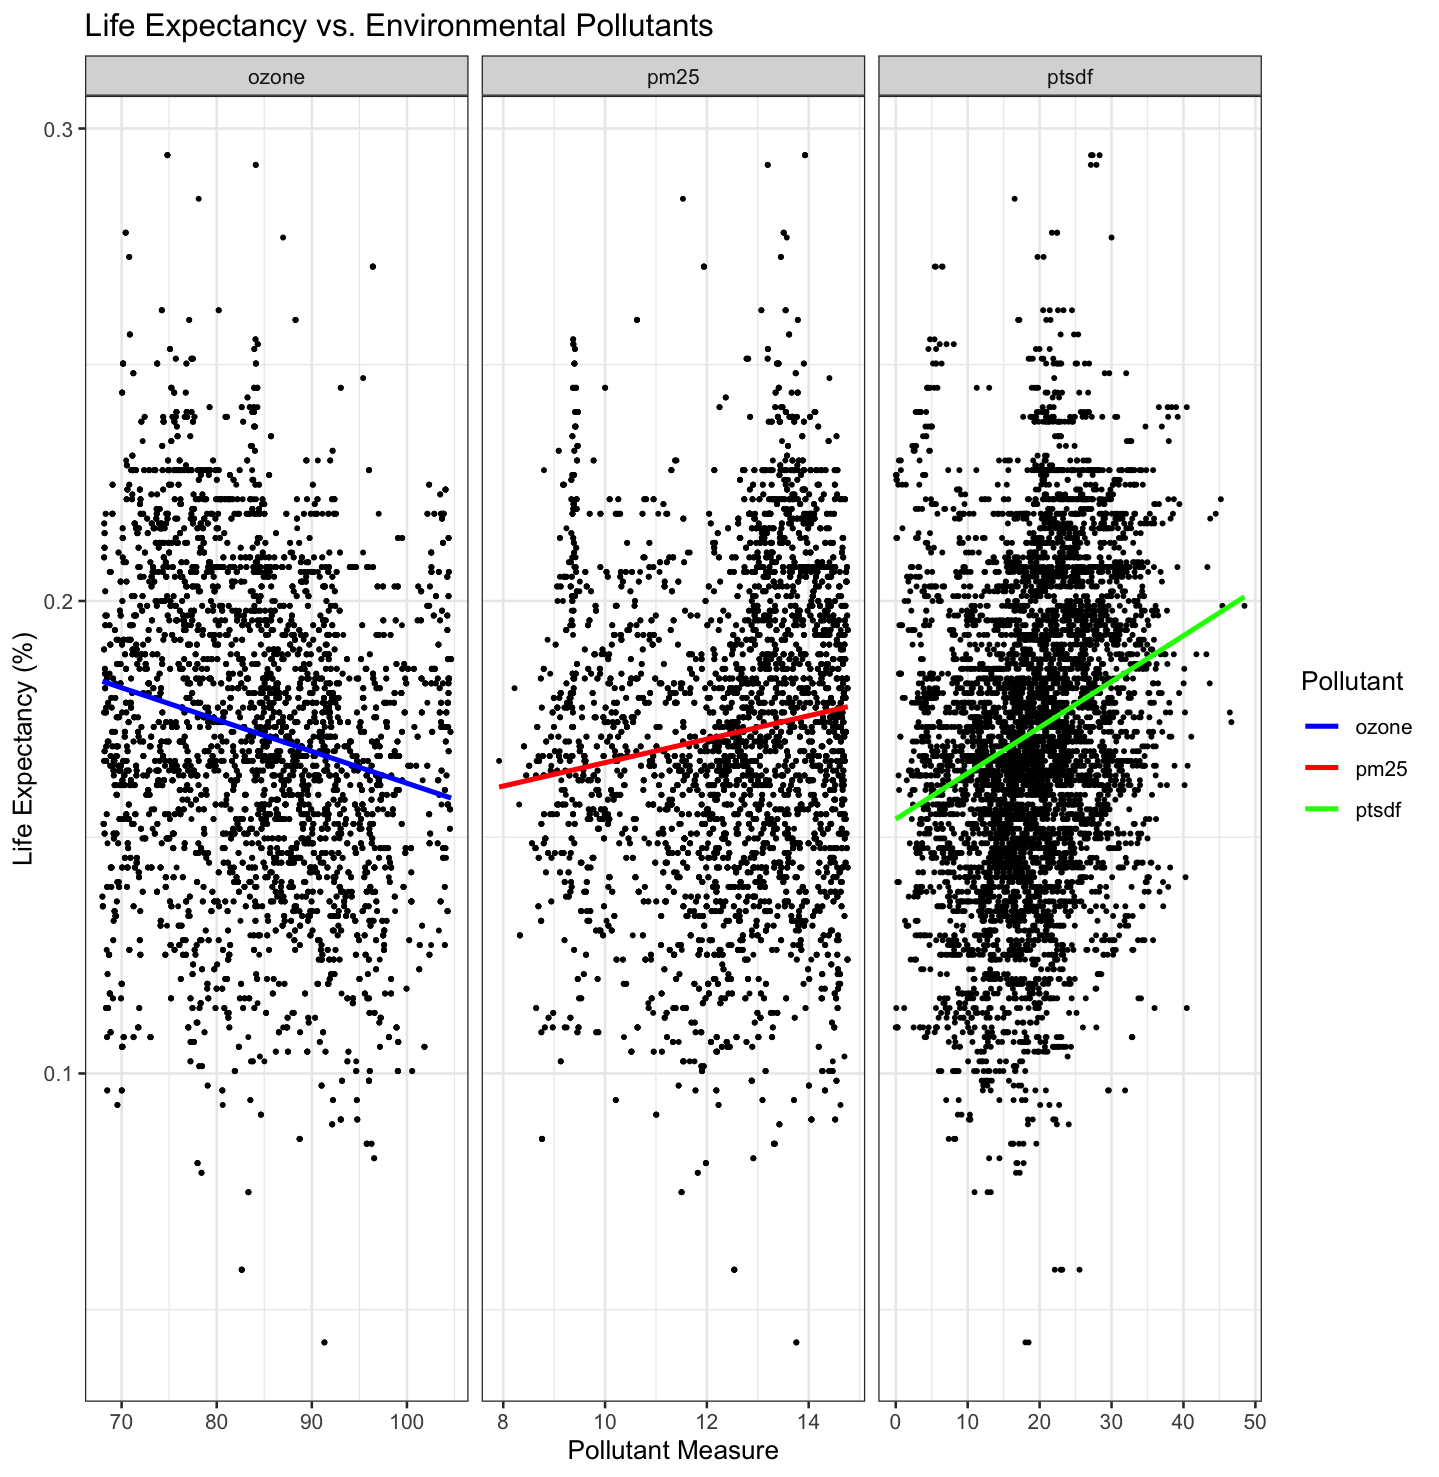 Life Expectancy vs. Environmental Pollutants
ozone
pm25
ptsdf
0.3
0.2
0.1
Life Expectancy (%)
70 80 90 100
8 10 12 14
0 10 20 30 40 50
Pollutant Measure
Pollutant
ozone
pm25
ptsdf